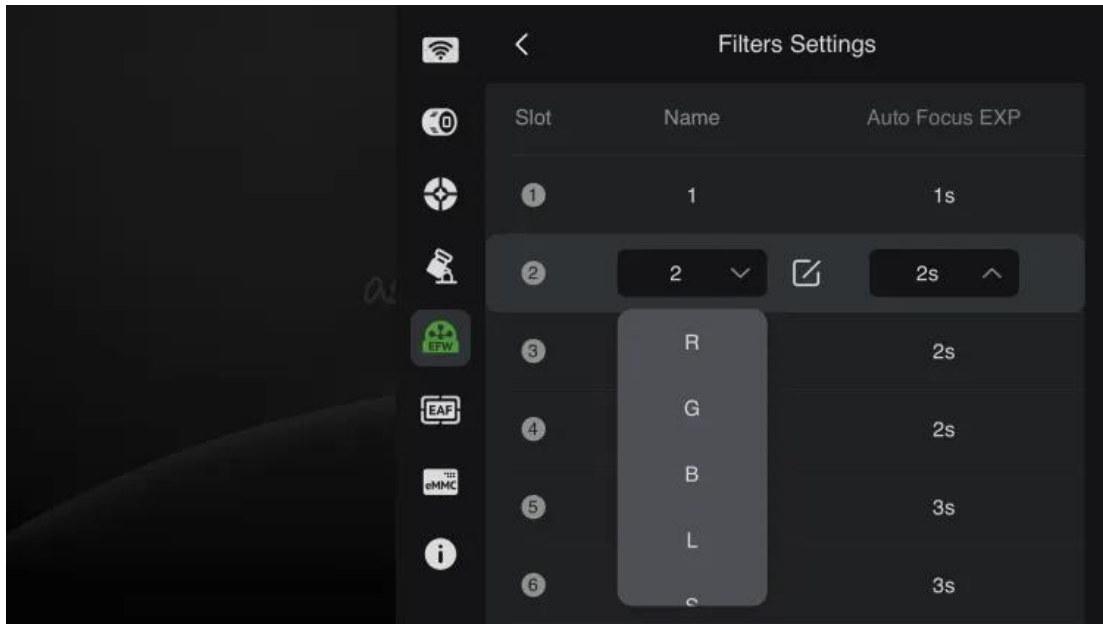 Filters Settings
Slot Name Auto Focus EXP
1 1 1s
2 2 2s
R
3 2s
G
4 2s
B
5 3s
L
6 3s
EFW
EAF
eMMC
i